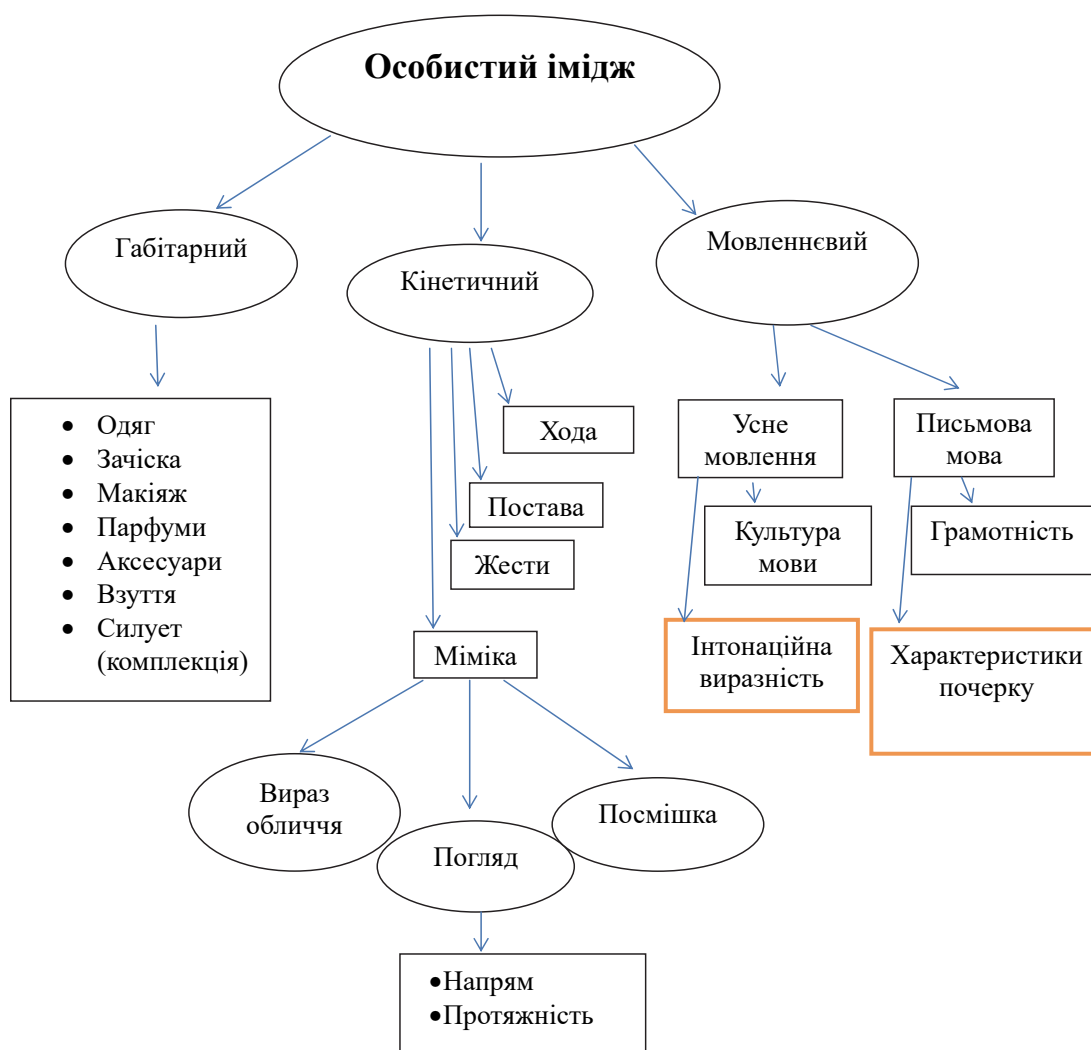 Особистий імідж
Габітарний
Кінетичний
Мовленнєвий
• Одяг
• Зачіска
• Макіяж
• Парфуми
• Аксесуари
• Взуття
• Силует
(комплекція)
Хода
Постава
Жести
Міміка
Усне
мовлення
Письмова
мова
Культура
мови
Грамотність
Інтонаційна
виразність
Характеристики
почерку
Вираз
обличчя
Погляд
Посмішка
•Напрям
•Протяжність